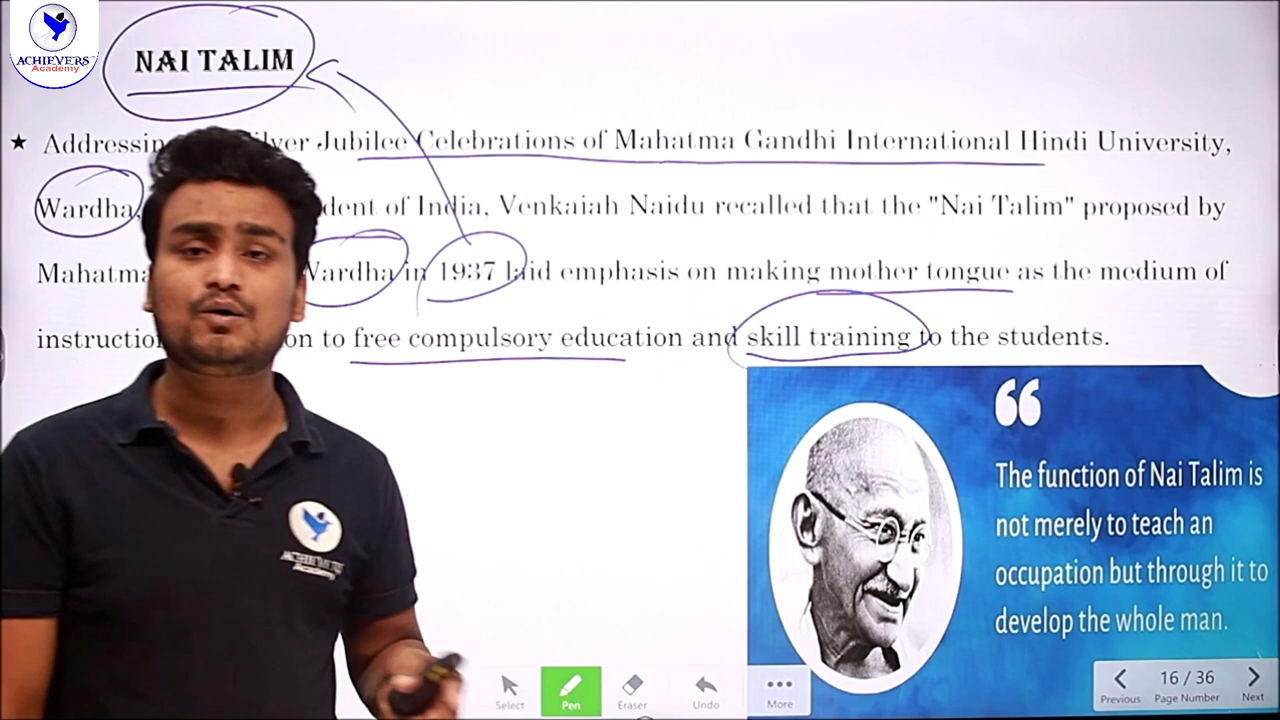 ACHIEVERS
Academy
NAI TALIM
★ Addressin ilver Jubilee Celebrations of Mahatma Gandhi International Hindi University,
Wardha, dent of India, Venkaiah Naidu recalled that the "Nai Talim" proposed by
Mahatma Wardha in 1937 laid emphasis on making mother tongue as the medium of
instructio on to free compulsory education and skill training to the students.
“
The function of Nai Talim is
not merely to teach an
occupation but through it to
develop the whole man.
ACHIEVERS
Academy
Select Pen Eraser Undo More
16 / 36
Previous Page Number Next